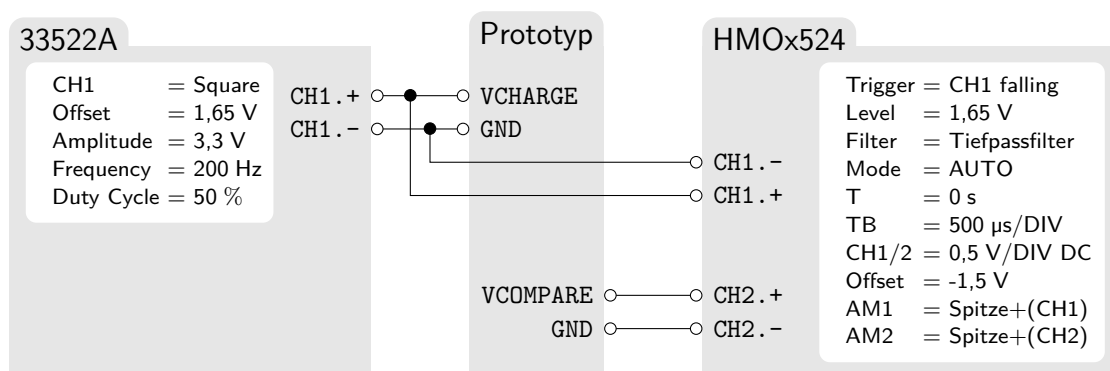 33522A
CH1 = Square
Offset = 1,65 V
Amplitude = 3,3 V
Frequency = 200 Hz
Duty Cycle = 50 %
CH1.+
CH1.-
Prototyp
VCHARGE
GND
VCOMPARE
GND
HMOx524
CH1.-
CH1.+
CH2.+
CH2.-
Trigger = CH1 falling
Level = 1,65 V
Filter = Tiefpassfilter
Mode = AUTO
T = 0 s
TB = 500 µs/DIV
CH1/2 = 0,5 V/DIV DC
Offset = -1,5 V
AM1 = Spitze+(CH1)
AM2 = Spitze+(CH2)